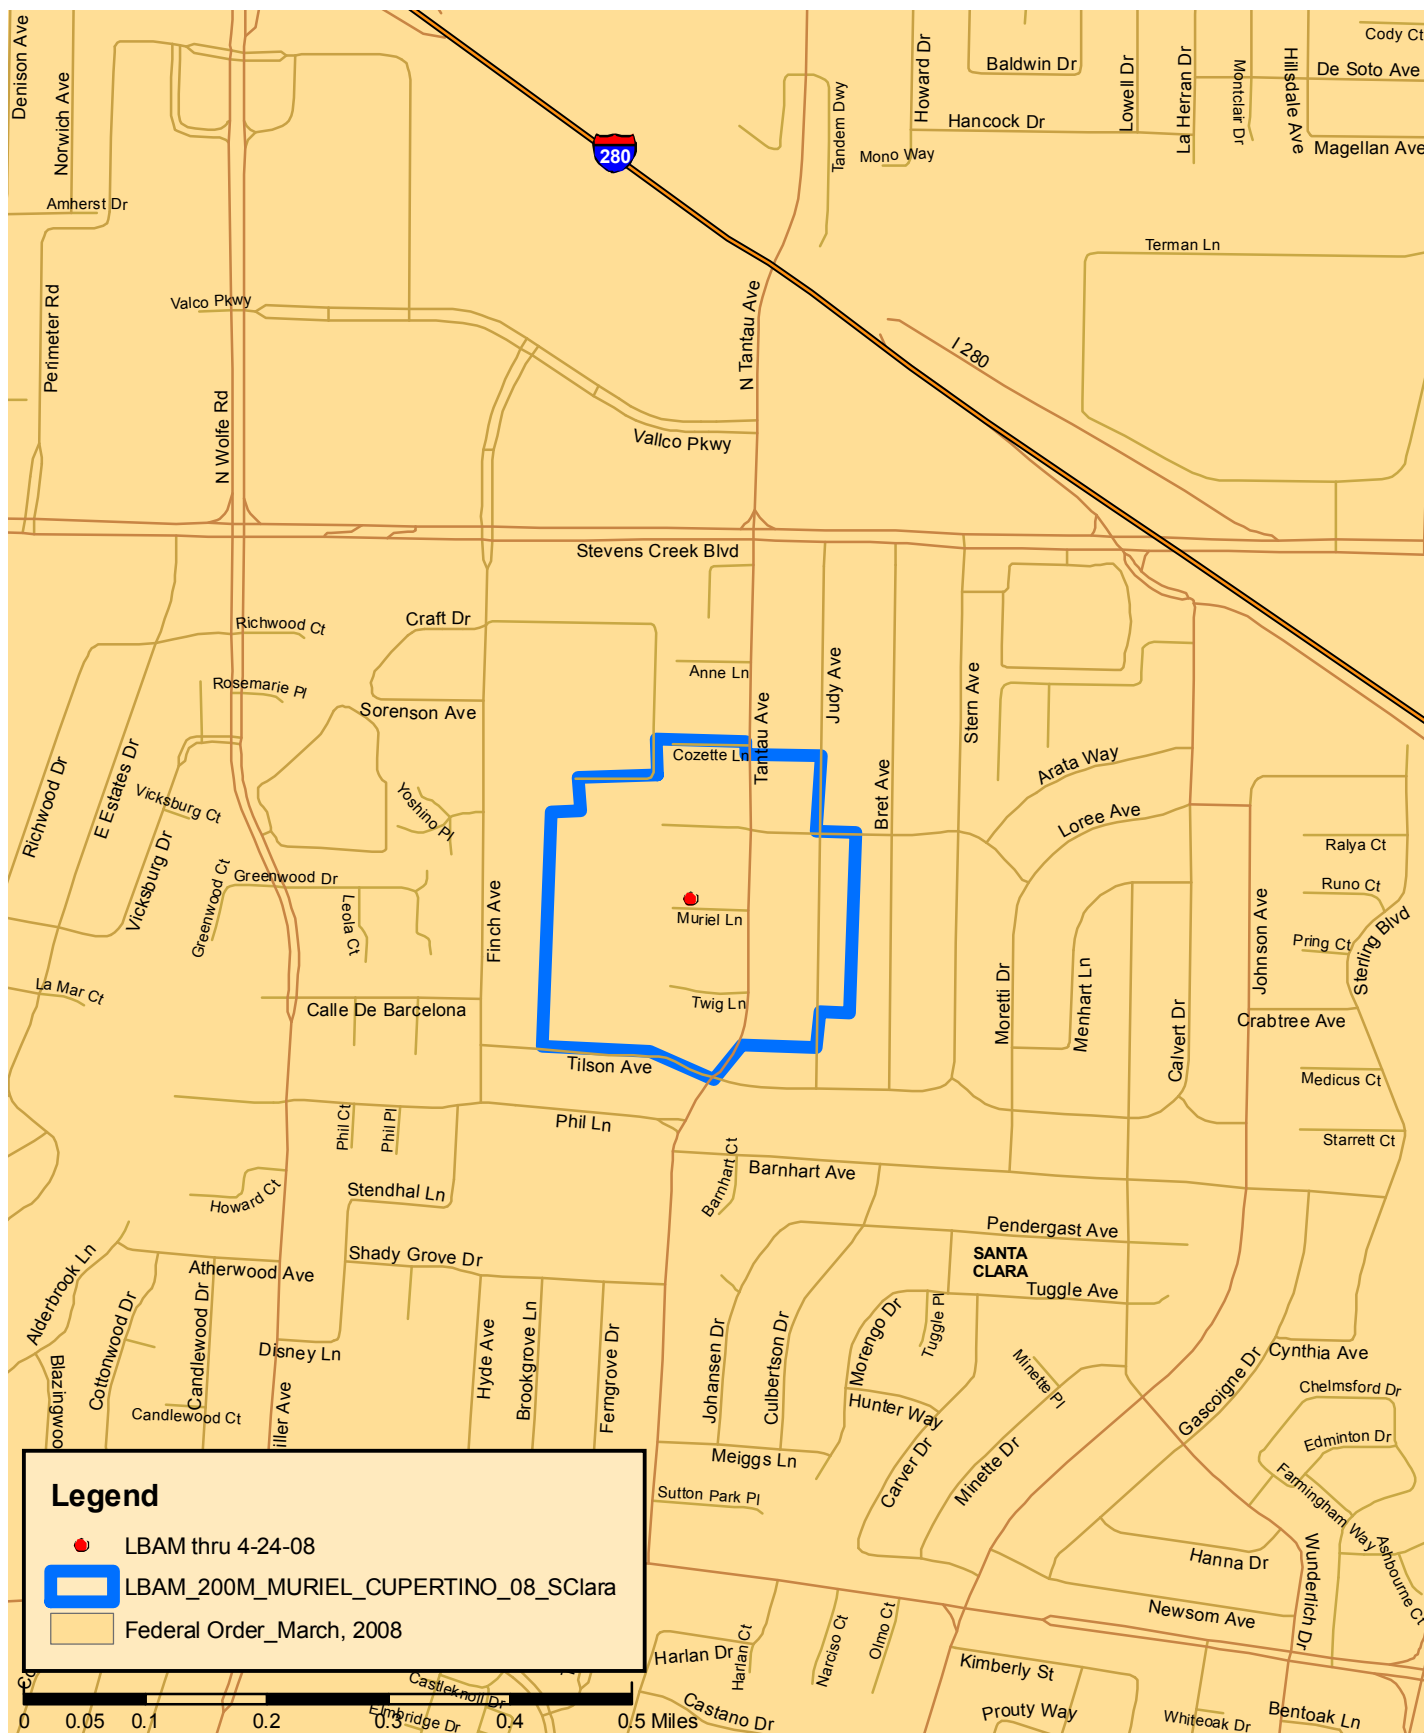 Denison Ave
Norwich Ave
Amherst Dr
Perimeter Rd
Valco Pkwy
N Wolfe Rd
280
Tandem Dwy
Howard Dr
Baldwin Dr
Hancock Dr
Mono Way
Lowell Dr
La Herran Dr
Montclair Dr
Hillsdale Ave
Cody Ct
De Soto Ave
Magellan Ave
Terman Ln
N Tantau Ave
I 280
Vallco Pkwy
Stevens Creek Blvd
Richwood Ct
Craft Dr
Rosemarie Pl
Sorenson Ave
Anne Ln
Tantau Ave
Judy Ave
Stern Ave
Cozette Ln
Bret Ave
Arata Way
Loree Ave
Richwood Dr
E Estates Dr
Vicksburg Ct
Vicksburg Dr
Yoshino Pl
Greenwood Ct
Greenwood Dr
Leola Ct
Finch Ave
Muriel Ln
Ralya Ct
Runo Ct
Pring Ct
Sterling Blvd
Johnson Ave
La Mar Ct
Calle De Barcelona
Twig Ln
Moretti Dr
Menhart Ln
Calvert Dr
Crabtree Ave
Tilson Ave
Medicus Ct
Phil Ct
Phil Pl
Phil Ln
Starrett Ct
Barnhart Ct
Barnhart Ave
Howard Ct
Stendhal Ln
Pendergast Ave
SANTA
CLARA
Alderbrook Ln
Atherwood Ave
Shady Grove Dr
Tuggle Ave
Tuggle Pl
Cottonwood Dr
Candlewood Dr
Disney Ln
Hyde Ave
Brookgrove Ln
Ferngrove Dr
Johansen Dr
Culbertson Dr
Morengo Dr
Minette Pl
Cynthia Ave
Gascoigne Dr
Chelmsford Dr
Blazingwoo
Candlewood Ct
iller Ave
Hunter Way
Edminton Dr
Meiggs Ln
Carver Dr
Minette Dr
Farmingham Way
Sutton Park Pl
Ashbourne Ct
Hanna Dr
Wunderlich Dr
Newsom Ave
Legend
LBAM thru 4-24-08
LBAM_200M_MURIEL_CUPERTINO_08_SClara
Federal Order_March, 2008
Harlan Dr
Harlan Ct
Narciso Ct
Olmo Ct
Kimberly St
Castleknoll Dr
Elmbridge Dr
Castano Dr
Prouty Way
Whiteoak Dr
Bentoak Ln
0 0.05 0.1 0.2 0.3 0.4 0.5 Miles